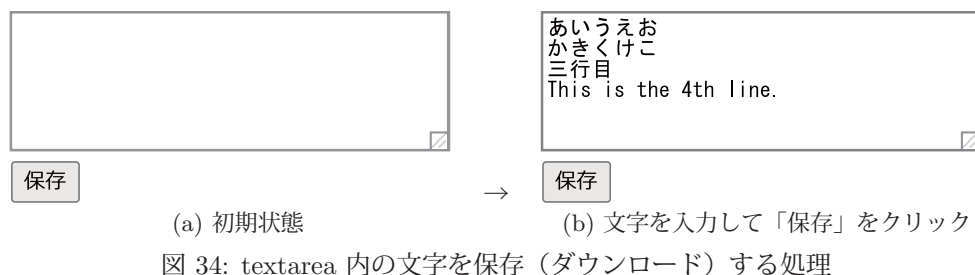 あいうえお
かきくけこ
三行目
This is the 4th line.
保存
→
保存
(a) 初期状態
(b) 文字を入力して「保存」をクリック
図 34: textarea 内の文字を保存（ダウンロード）する処理